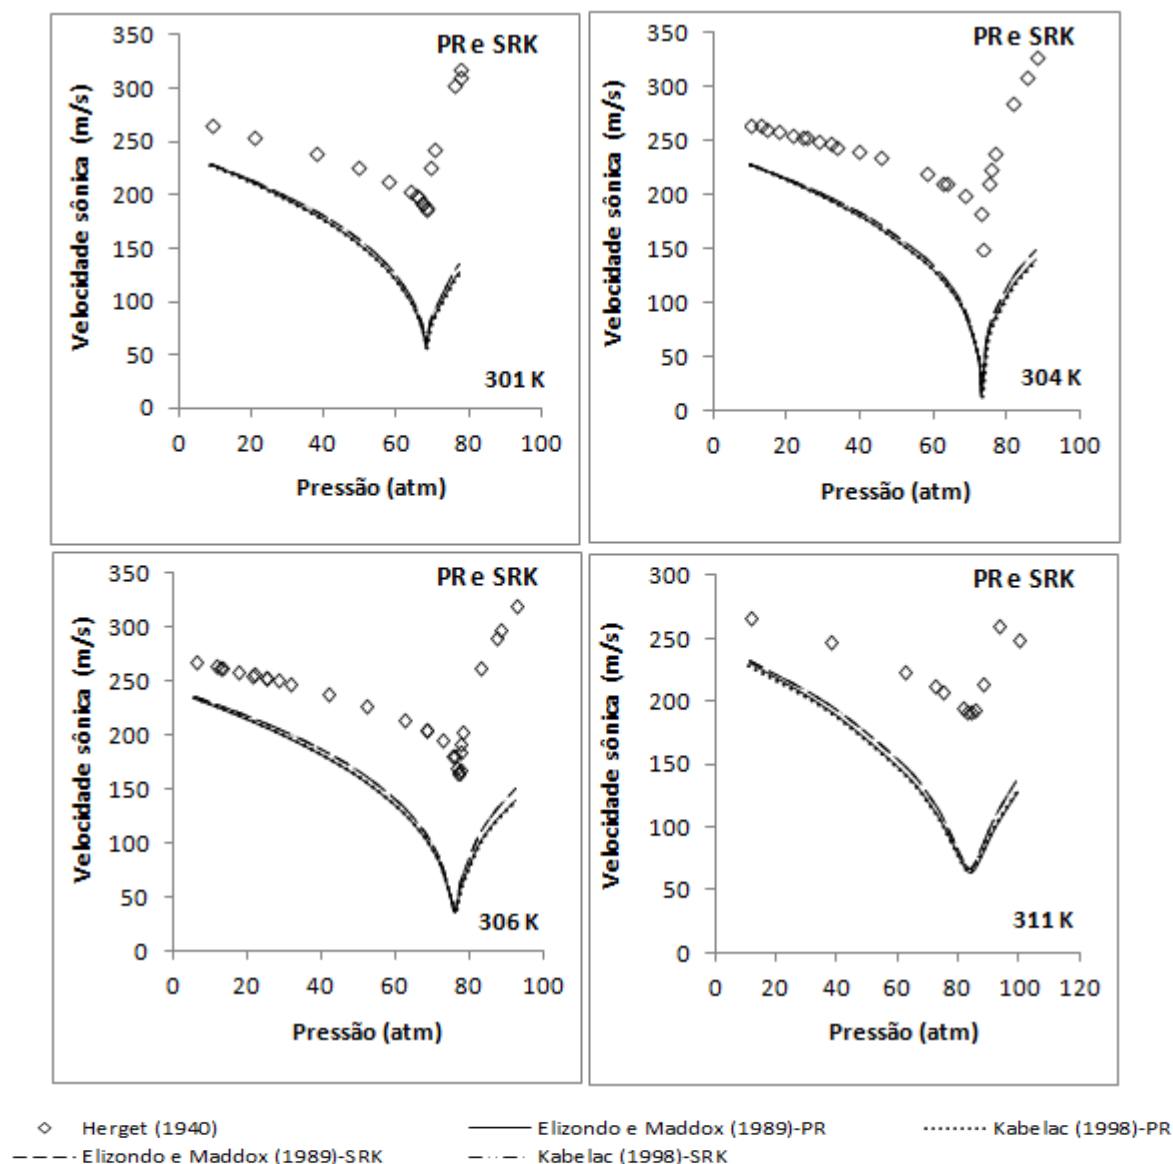 PR e SRK
350
300
250
200
150
100
50
0
0 20 40 60 80 100
Velocidade sônica (m/s)
Pressão (atm)
301 K
PR e SRK
350
300
250
200
150
100
50
0
0 20 40 60 80 100
Velocidade sônica (m/s)
Pressão (atm)
304 K
PR e SRK
350
300
250
200
150
100
50
0
0 20 40 60 80 100
Velocidade sônica (m/s)
Pressão (atm)
306 K
PR e SRK
300
250
200
150
100
50
0
0 20 40 60 80 100 120
Velocidade sônica (m/s)
Pressão (atm)
311 K
Herget (1940) Elizondo e Maddox (1989)-PR Kabelac (1998)-PR
Elizondo e Maddox (1989)-SRK Kabelac (1998)-SRK